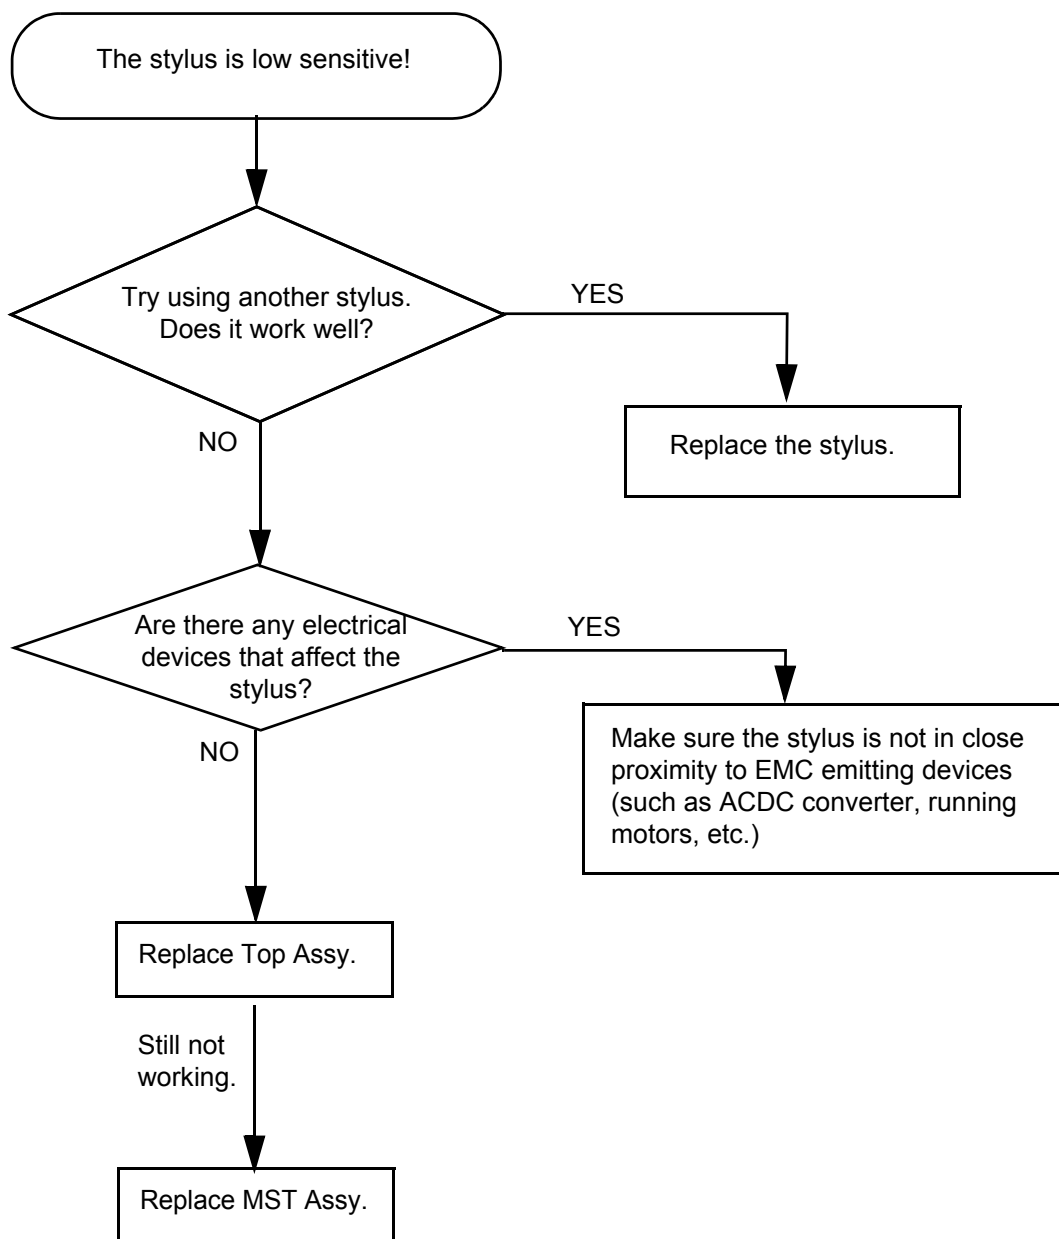 The stylus is low sensitive!
Try using another stylus.
Does it work well?
YES
Replace the stylus.
NO
Are there any electrical
devices that affect the
stylus?
YES
Make sure the stylus is not in close
proximity to EMC emitting devices
(such as ACDC converter, running
motors, etc.)
NO
Replace Top Assy.
Still not
working.
Replace MST Assy.